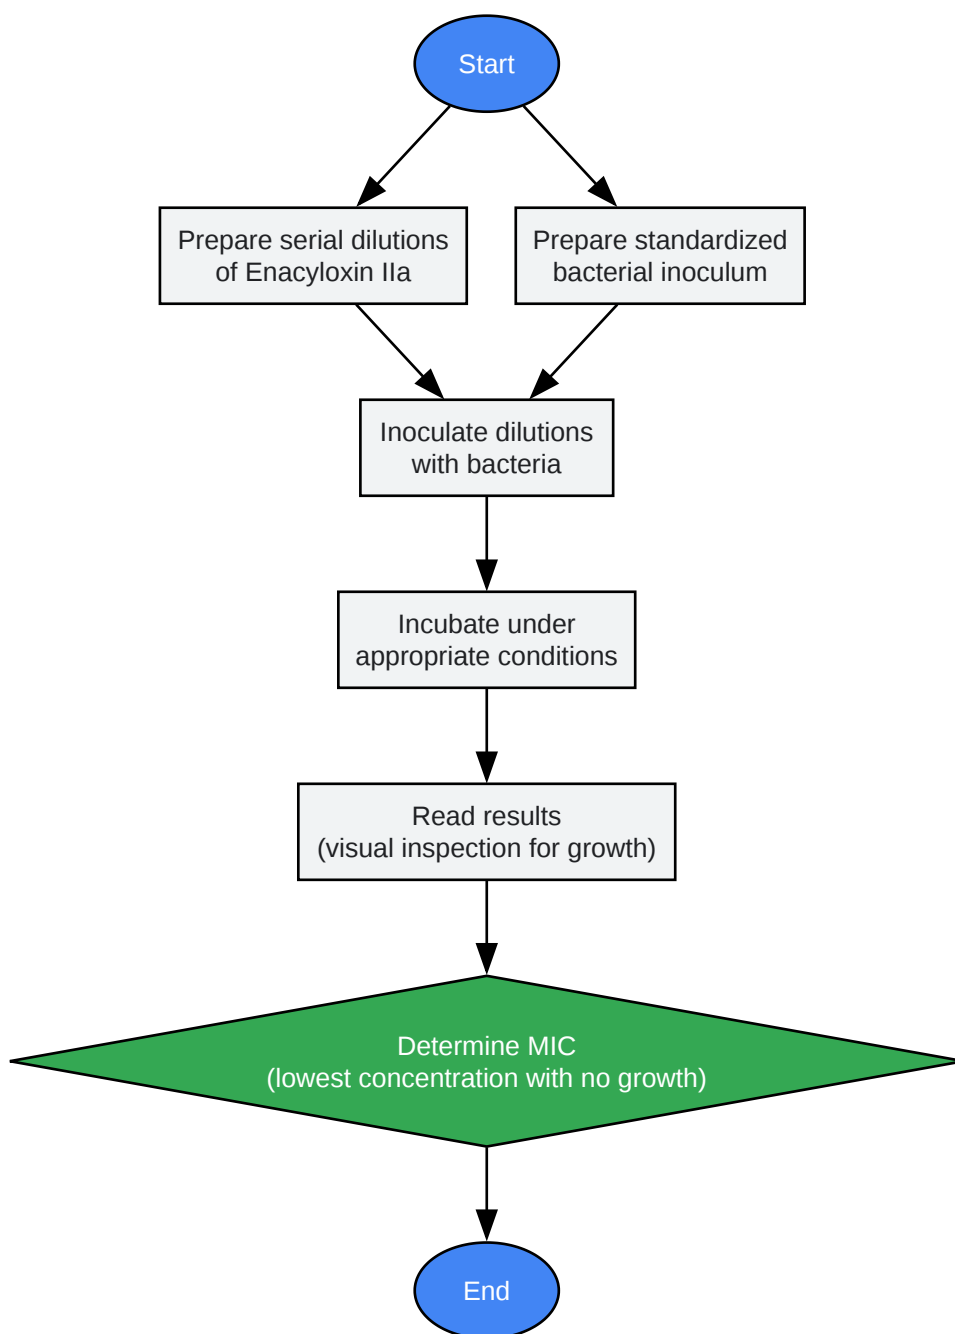 Start
Prepare serial dilutions
of Enacyloxin IIa
Prepare standardized
bacterial inoculum
Inoculate dilutions
with bacteria
Incubate under
appropriate conditions
Read results
(visual inspection for growth)
Determine MIC
(lowest concentration with no growth)
End